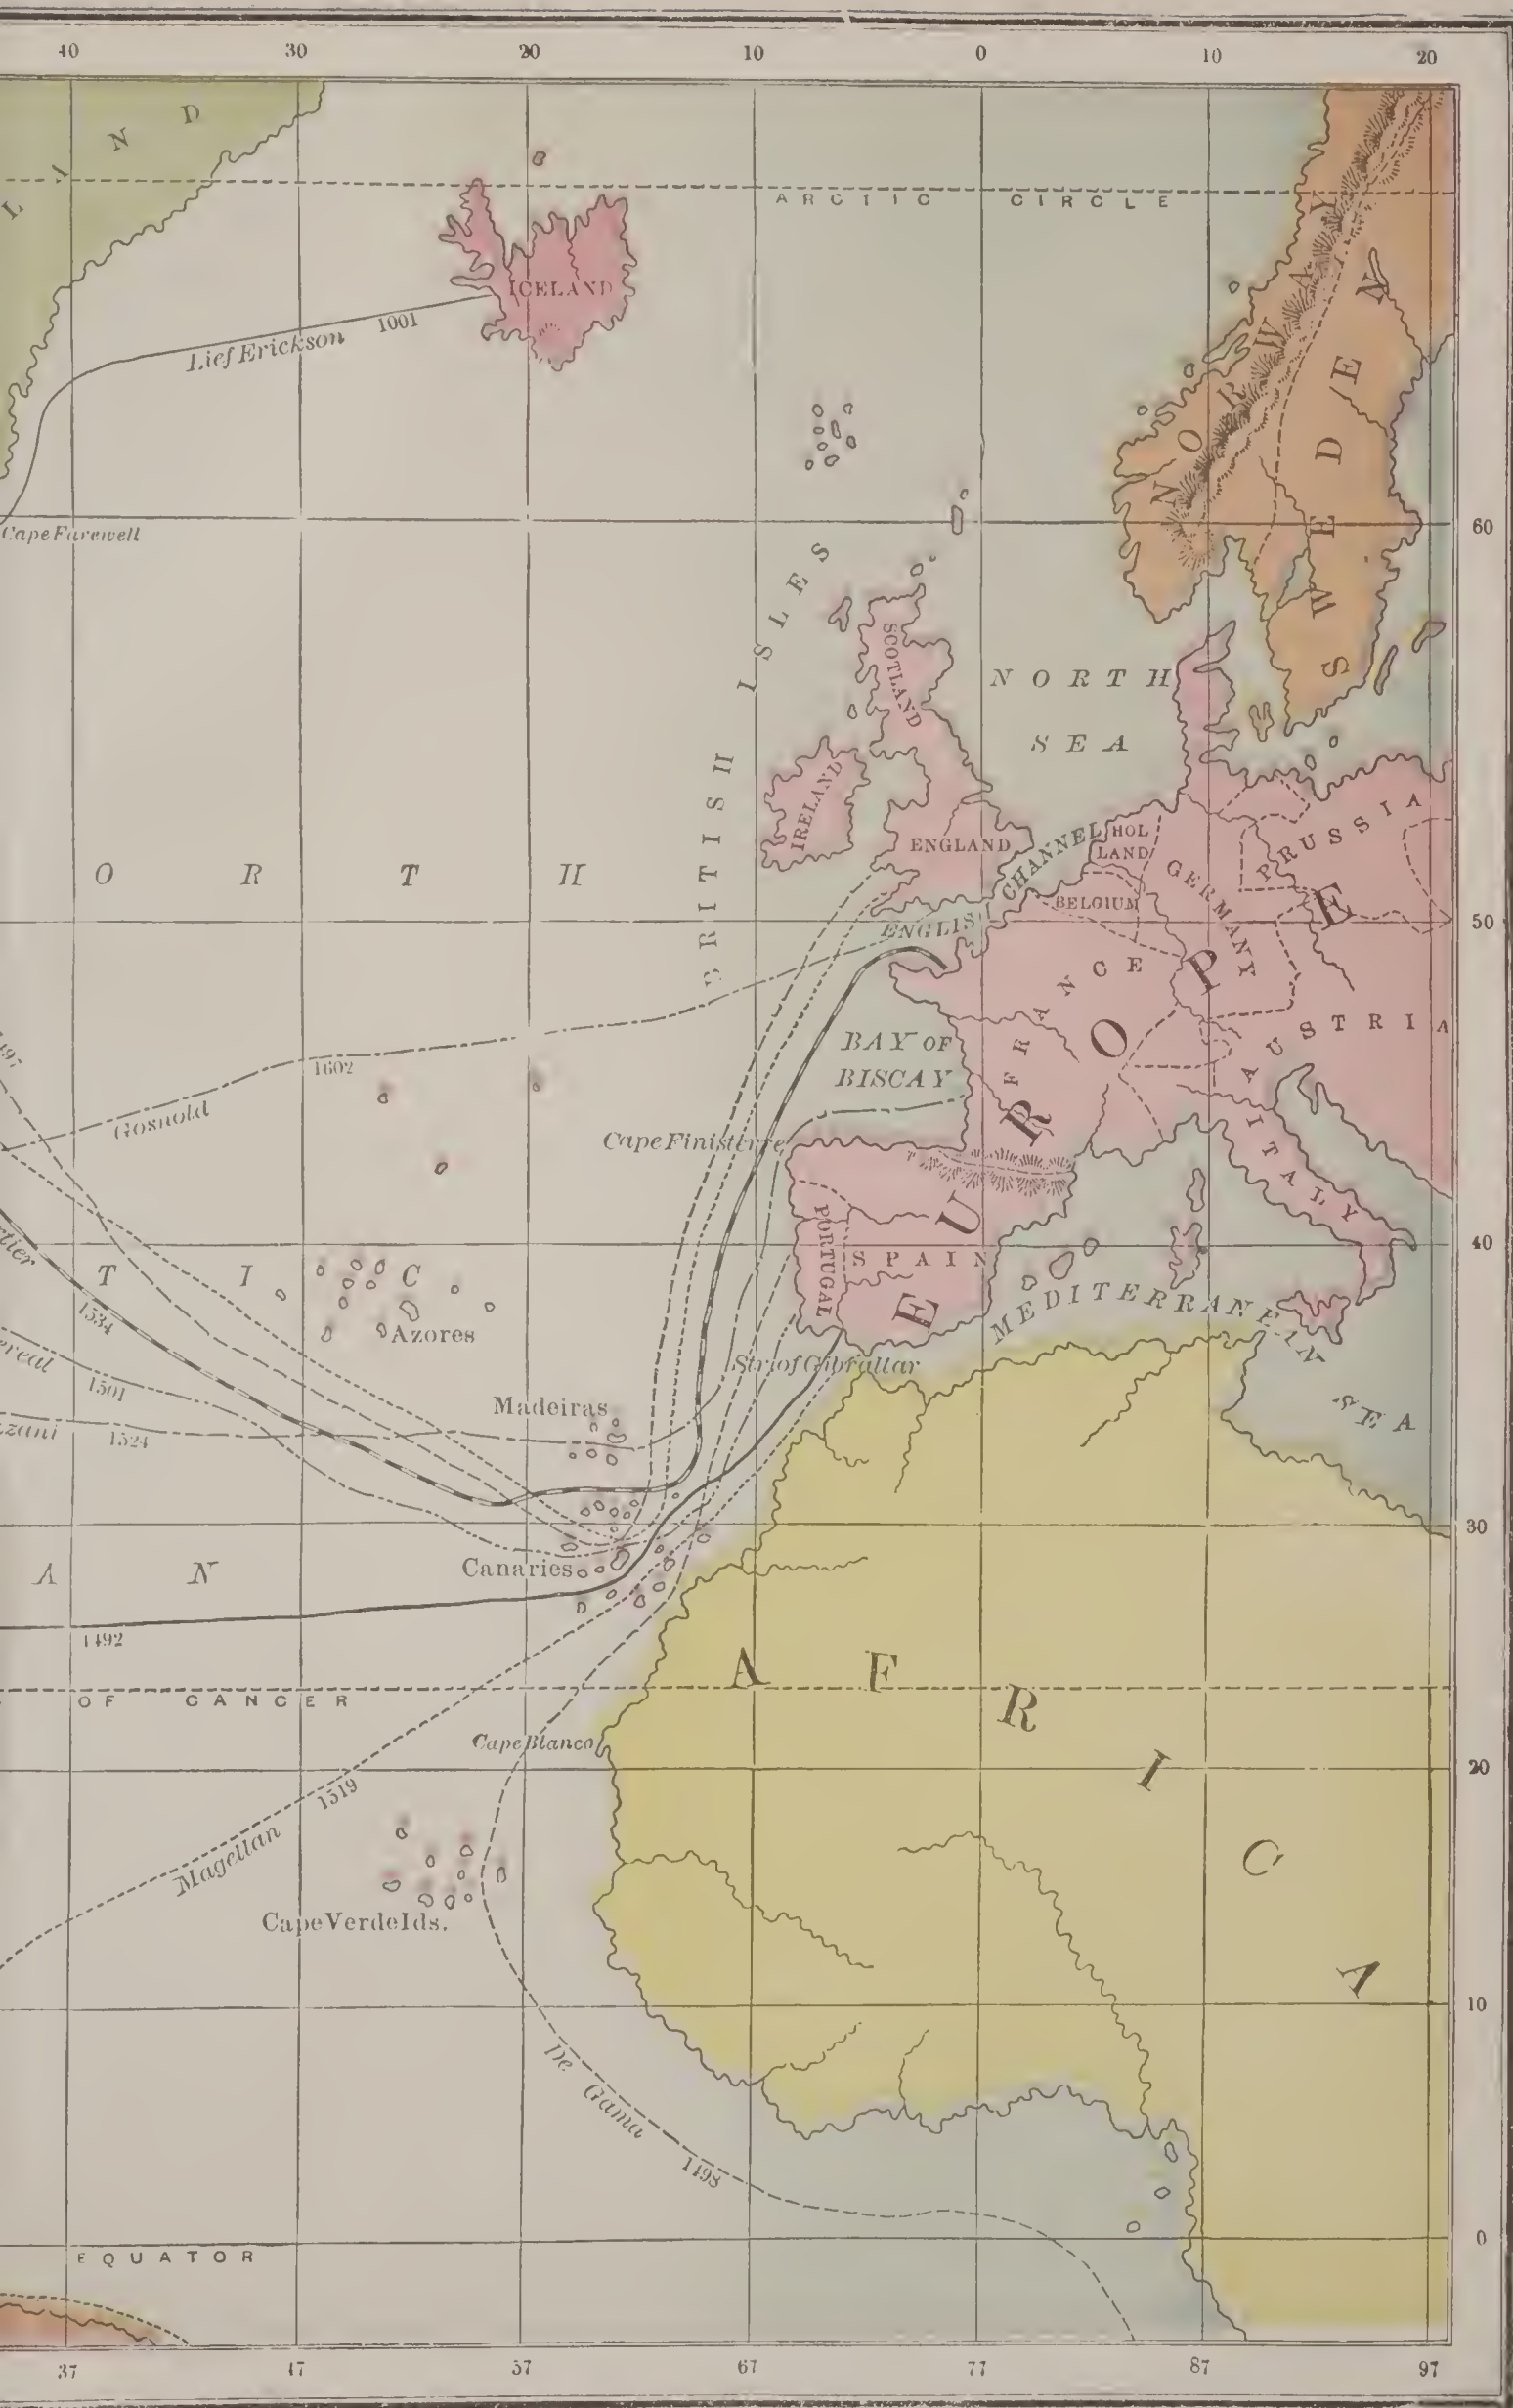 40 30 20 10 0 10 20
L I N D
ARCTIC CIRCLE
ICELAND
Lief Erickson 1001
NORWAY
SWEDEN
Cape Farewell
60
BRITISH ISLES
SCOTLAND
NORTH
SEA
IRELAND
ENGLAND
HOL
LAND
PRUSSIA
GERMANY
BELGIUM
ENGLISH CHANNEL
O R T H
50
FRANCE
AUSTRIA
EUROPE
BAY OF
BISCAY
1602
Gosnold
Cape Finisterre
ITALY
PORTUGAL
SPAIN
40
T I C
1534
Azores
MEDITERRANEAN SEA
Str. of Gibraltar
1501
Madeiras
1524
30
A N
Canaries
1492
OF CANCER
AFRICA
Cape Blanco
20
1519
Magellan
Cape Verde Ids.
10
De Gama
1498
0
EQUATOR
37 47 57 67 77 87 97